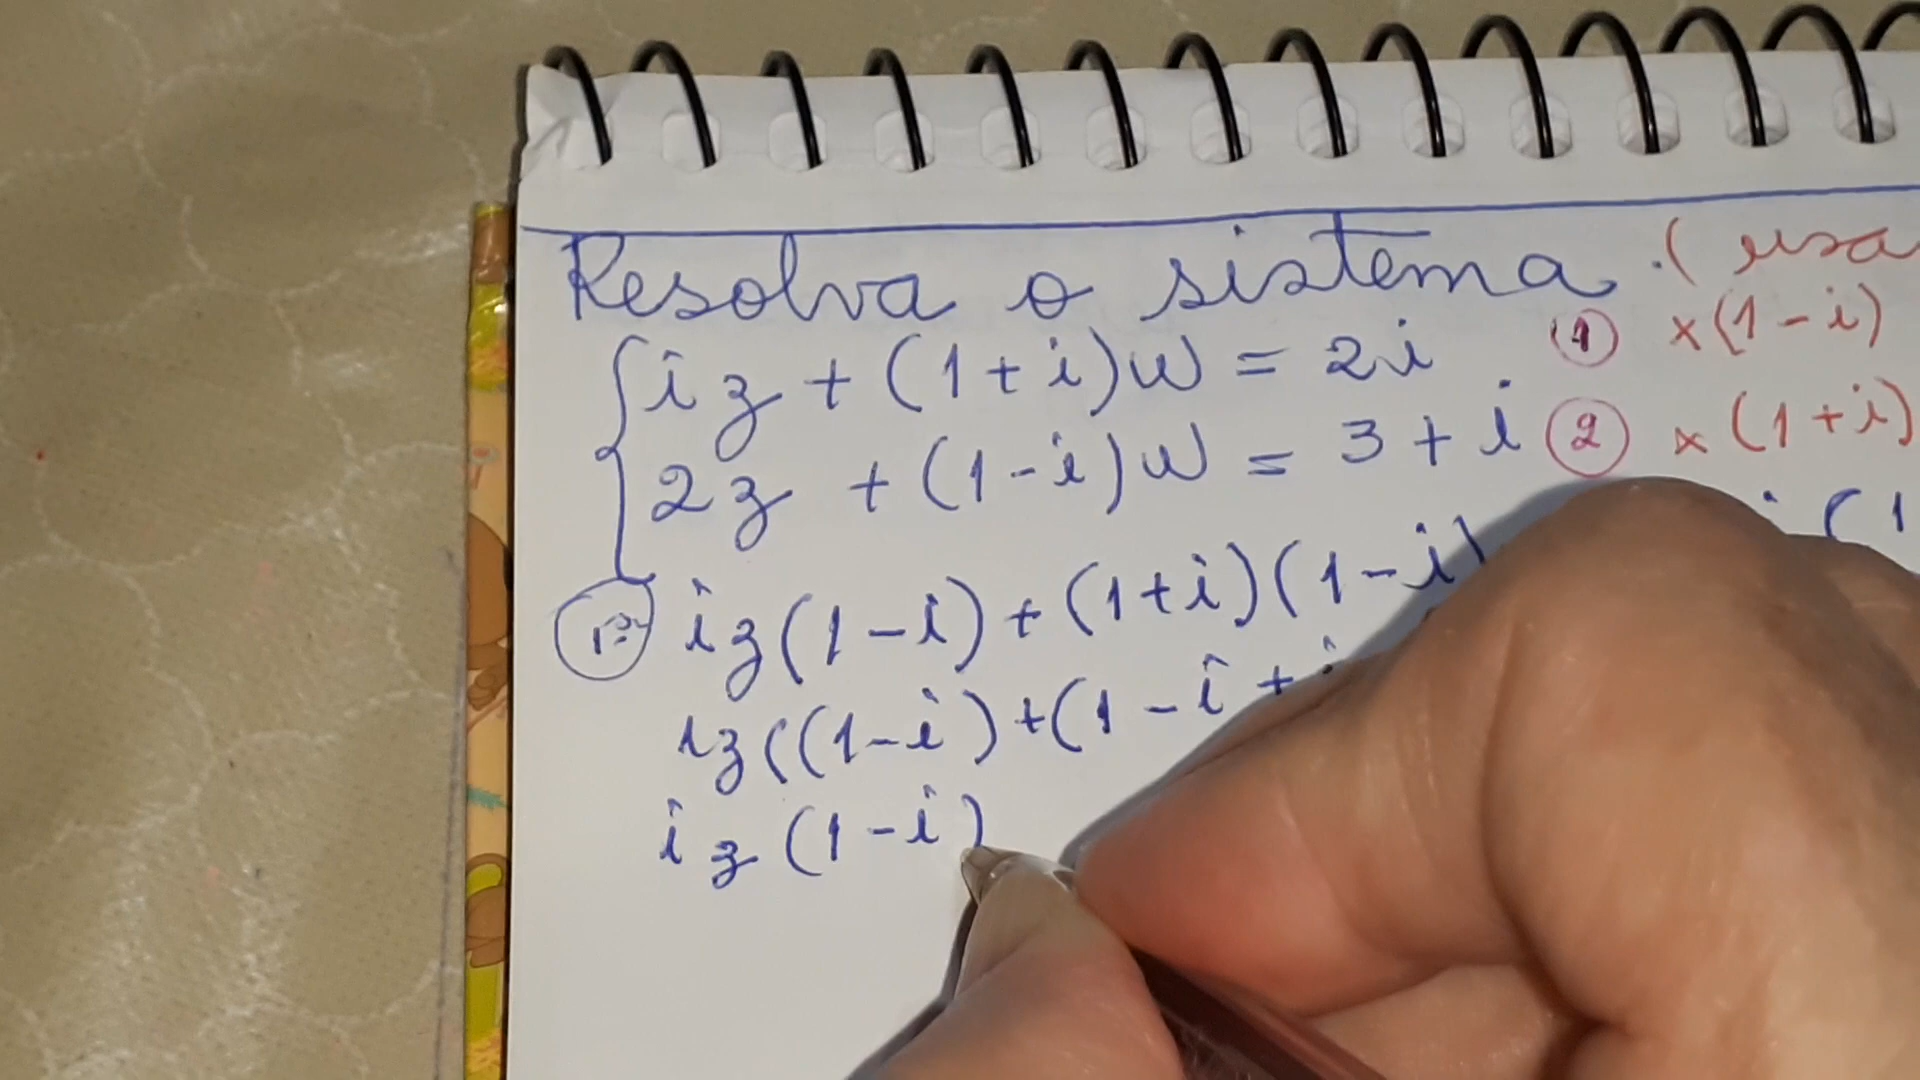 Resolva o sistema. (usa
{ iz + (1+i)w = 2i (1) x(1-i)
2z + (1-i)w = 3+i (2) x(1+i)
1º iz(1-i) + (1+i)(1-i) i(1
iz((1-i)+(1-i+i
iz(1-i)